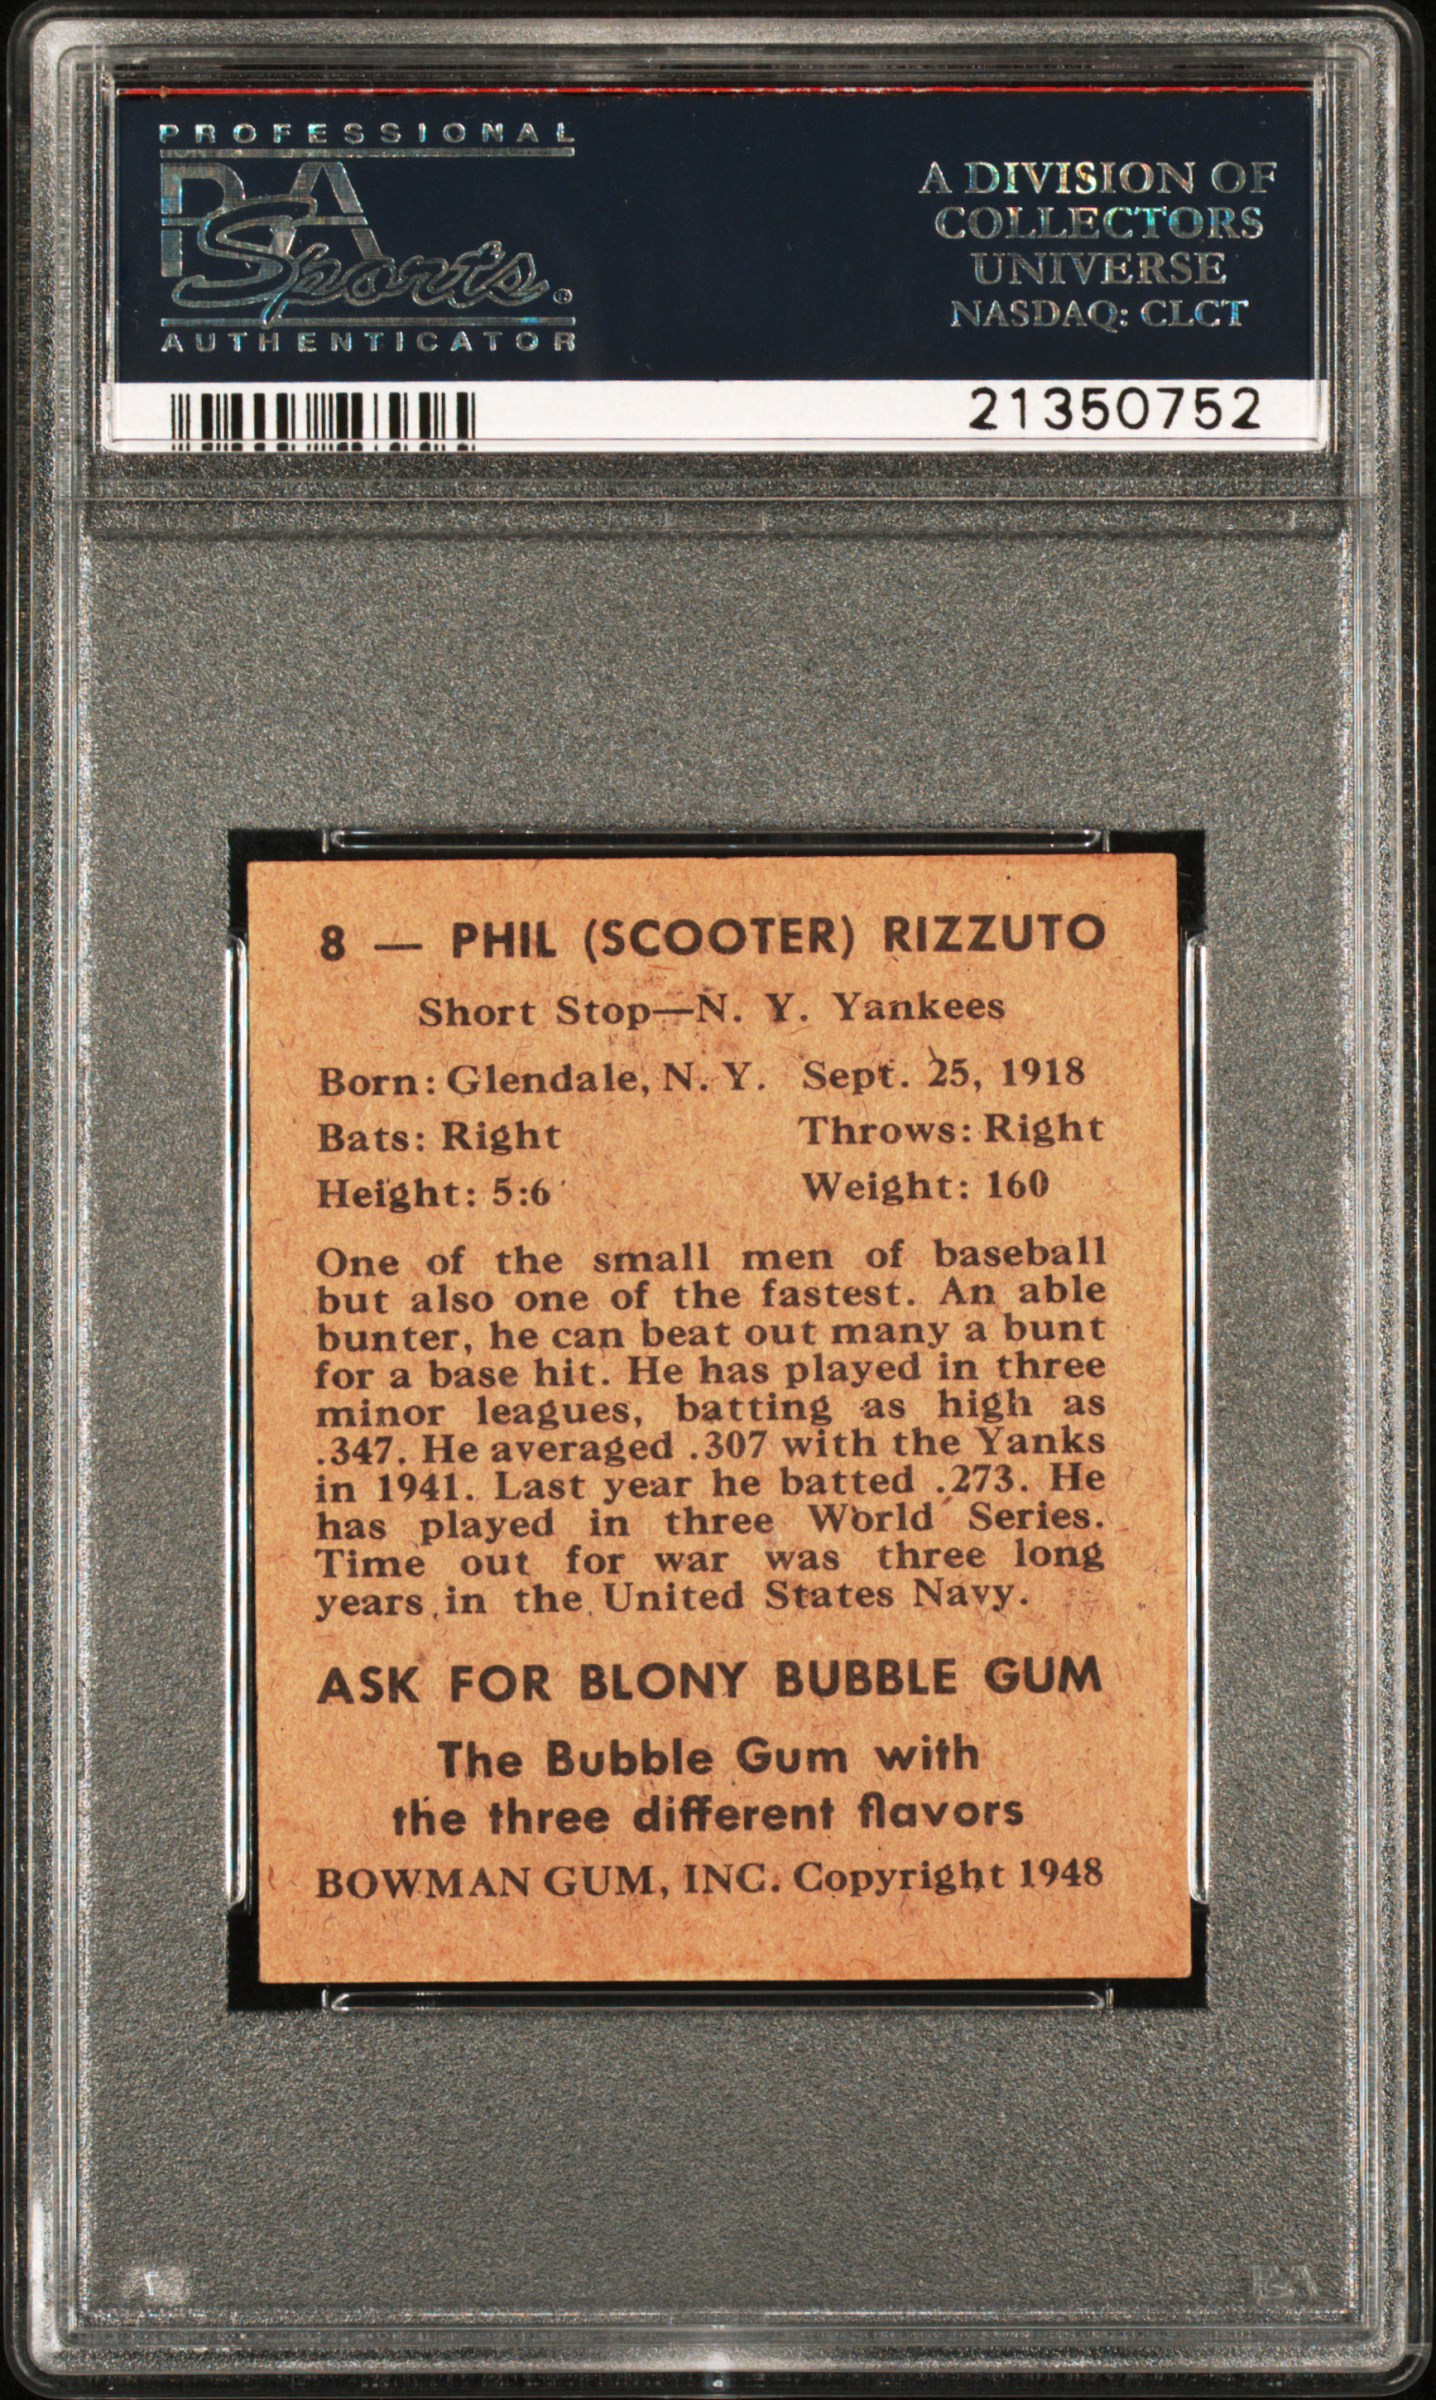 PROFESSIONAL
PSA
Sports®
AUTHENTICATOR
A DIVISION OF
COLLECTORS
UNIVERSE
NASDAQ: CLCT
21350752
8 — PHIL (SCOOTER) RIZZUTO
Short Stop—N. Y. Yankees
Born: Glendale, N. Y. Sept. 25, 1918
Bats: Right Throws: Right
Height: 5:6 Weight: 160
One of the small men of baseball
but also one of the fastest. An able
bunter, he can beat out many a bunt
for a base hit. He has played in three
minor leagues, batting as high as
.347. He averaged .307 with the Yanks
in 1941. Last year he batted .273. He
has played in three World Series.
Time out for war was three long
years in the United States Navy.
ASK FOR BLONY BUBBLE GUM
The Bubble Gum with
the three different flavors
BOWMAN GUM, INC. Copyright 1948
PSA